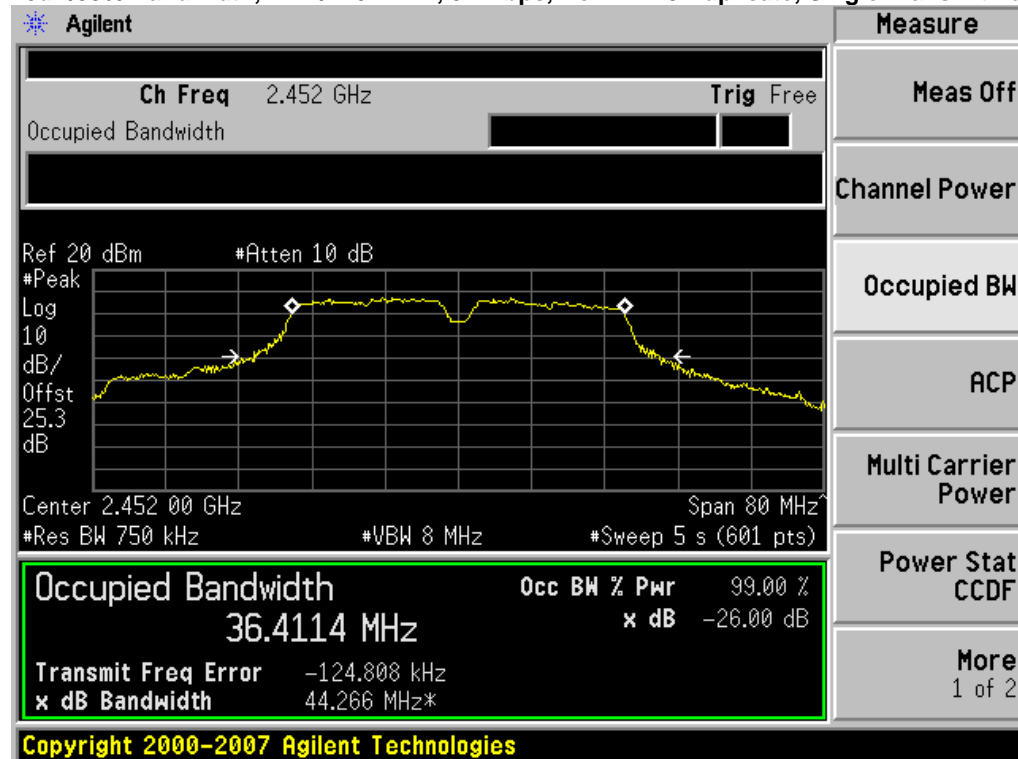 Agilent
Measure
Ch Freq 2.452 GHz Trig Free
Occupied Bandwidth
Meas Off
Channel Power
Occupied BW
ACP
Multi Carrier
Power
Power Stat
CCDF
More
1 of 2
Ref 20 dBm #Atten 10 dB
#Peak
Log
10
dB/
Offst
25.3
dB
Center 2.452 00 GHz Span 80 MHz^
#Res BW 750 kHz #VBW 8 MHz #Sweep 5 s (601 pts)
Occupied Bandwidth
36.4114 MHz
Occ BW % Pwr 99.00 %
x dB -26.00 dB
Transmit Freq Error -124.808 kHz
x dB Bandwidth 44.266 MHz*
Copyright 2000-2007 Agilent Technologies